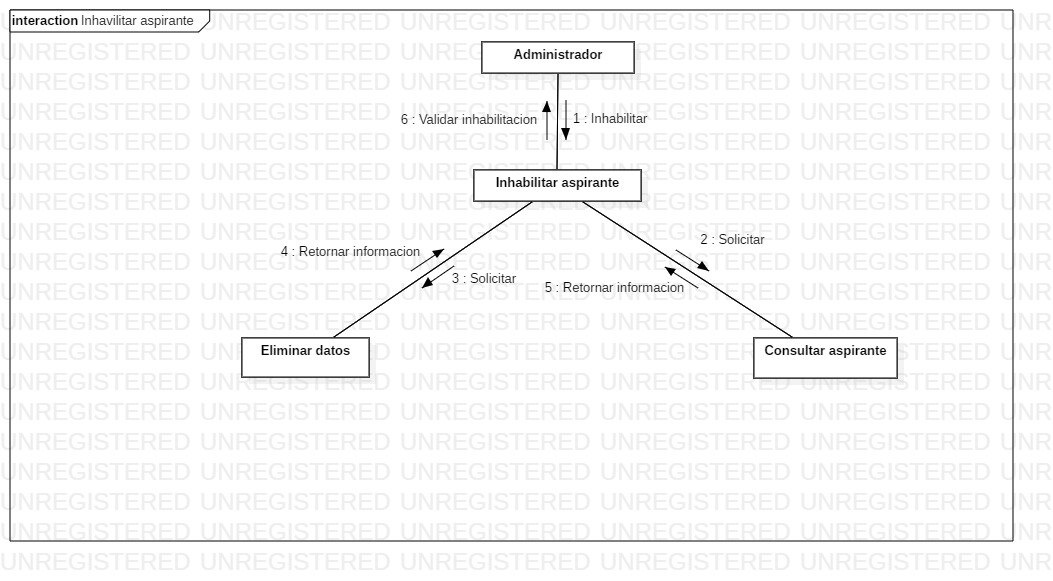 interaction Inhavilitar aspirante
Administrador
6 : Validar inhabilitacion
1 : Inhabilitar
Inhabilitar aspirante
4 : Retornar informacion
2 : Solicitar
3 : Solicitar
5 : Retornar informacion
Eliminar datos
Consultar aspirante
UNREGISTERED